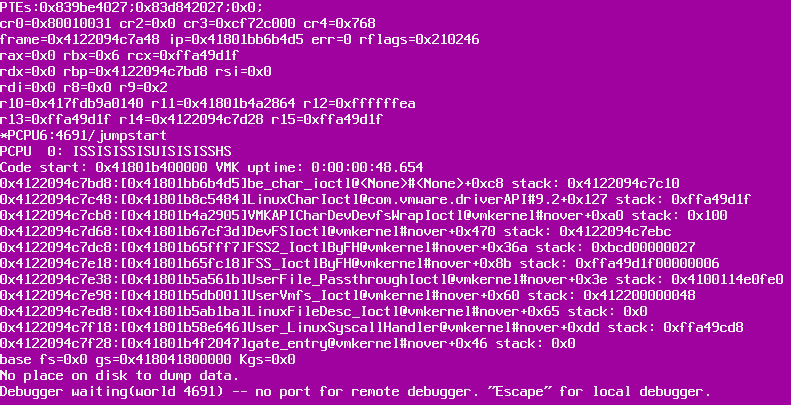 PTEs:0x839be4027;0x83d842027;0x0;
cr0=0x80010031 cr2=0x0 cr3=0xcf72c000 cr4=0x768
frame=0x4122094c7a48 ip=0x41801bb6b4d5 err=0 rflags=0x210246
rax=0x0 rbx=0x6 rcx=0xffa49d1f
rdx=0x0 rbp=0x4122094c7bd8 rsi=0x0
rdi=0x0 r8=0x0 r9=0x2
r10=0x417fdb9a0140 r11=0x41801b4a2864 r12=0xffffffea
r13=0xffa49d1f r14=0x4122094c7d28 r15=0xffa49d1f
*PCPU6:4691/jumpstart
PCPU  0: ISSISISSISUISISISSHS
Code start: 0x41801b400000 VMK uptime: 0:00:00:48.654
0x4122094c7bd8:[0x41801bb6b4d5]be_char_ioctl@<None>#<None>+0xc8 stack: 0x4122094c7c10
0x4122094c7c48:[0x41801b8c5484]LinuxCharIoctl@com.vmware.driverAPI#9.2+0x127 stack: 0xffa49d1f
0x4122094c7cb8:[0x41801b4a2905]VMKAPICharDevDevfsWrapIoctl@vmkernel#nover+0xa0 stack: 0x100
0x4122094c7d68:[0x41801b67cf3d]DevFSIoctl@vmkernel#nover+0x470 stack: 0x4122094c7ebc
0x4122094c7dc8:[0x41801b65fff7]FSS2_IoctlByFH@vmkernel#nover+0x36a stack: 0xbcd00000027
0x4122094c7e18:[0x41801b65fc18]FSS_IoctlByFH@vmkernel#nover+0x8b stack: 0xffa49d1f00000006
0x4122094c7e38:[0x41801b5a561b]UserFile_PassthroughIoctl@vmkernel#nover+0x3e stack: 0x4100114e0fe0
0x4122094c7e98:[0x41801b5db001]UserVmfs_Ioctl@vmkernel#nover+0x60 stack: 0x412200000048
0x4122094c7ed8:[0x41801b5ab1ba]LinuxFileDesc_Ioctl@vmkernel#nover+0x65 stack: 0x0
0x4122094c7f18:[0x41801b58e646]User_LinuxSyscallHandler@vmkernel#nover+0xdd stack: 0xffa49cd8
0x4122094c7f28:[0x41801b4f2047]gate_entry@vmkernel#nover+0x46 stack: 0x0
base fs=0x0 gs=0x418041800000 Kgs=0x0
No place on disk to dump data.
Debugger waiting(world 4691) -- no port for remote debugger. "Escape" for local debugger.